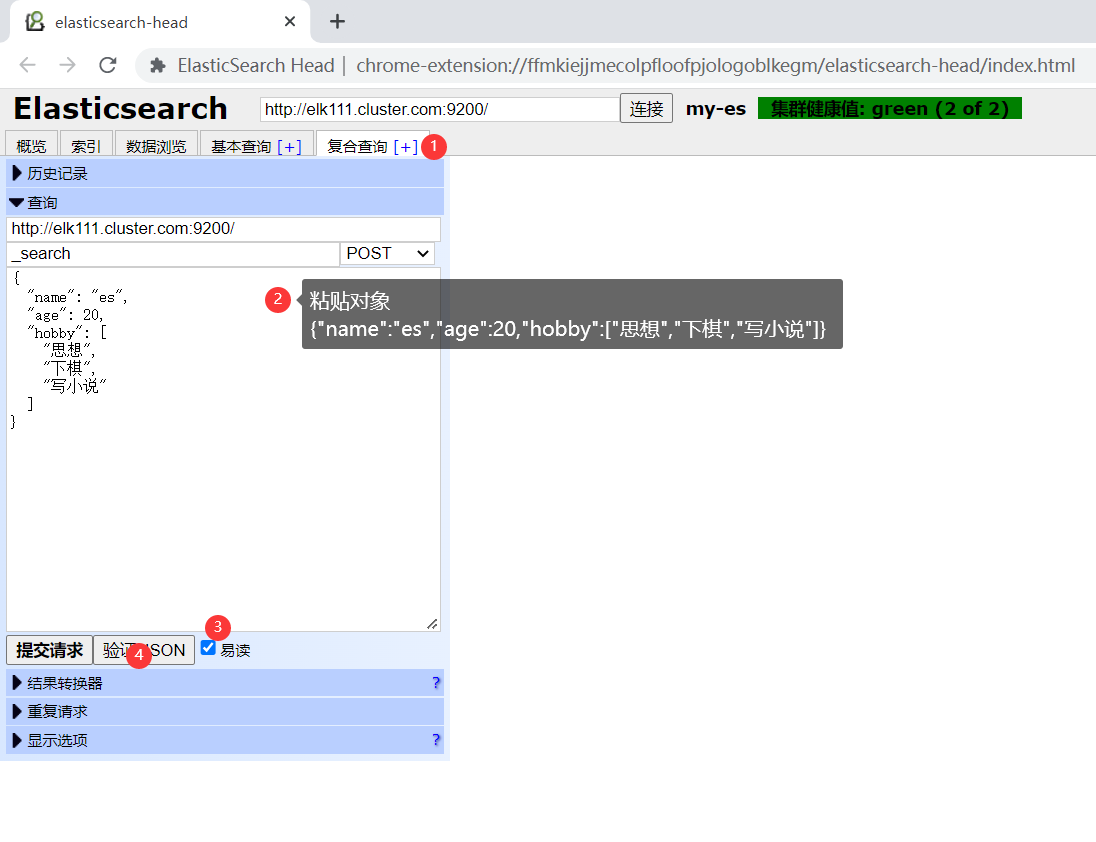 elasticsearch-head
ElasticSearch Head | chrome-extension://ffmkiejjmecolpfloofpjologoblkegm/elasticsearch-head/index.html
Elasticsearch http://elk111.cluster.com:9200/ 连接 my-es 集群健康值: green (2 of 2)
概览 索引 数据浏览 基本查询 [+] 复合查询 [+] 1
历史记录
查询
http://elk111.cluster.com:9200/
_search POST
{
"name": "es",
"age": 20,
"hobby": [
"思想",
"下棋",
"写小说"
]
}
2 粘贴对象
{"name":"es","age":20,"hobby":["思想","下棋","写小说"]}
3
提交请求 验证 JSON 易读
4
结果转换器 ?
重复请求
显示选项 ?